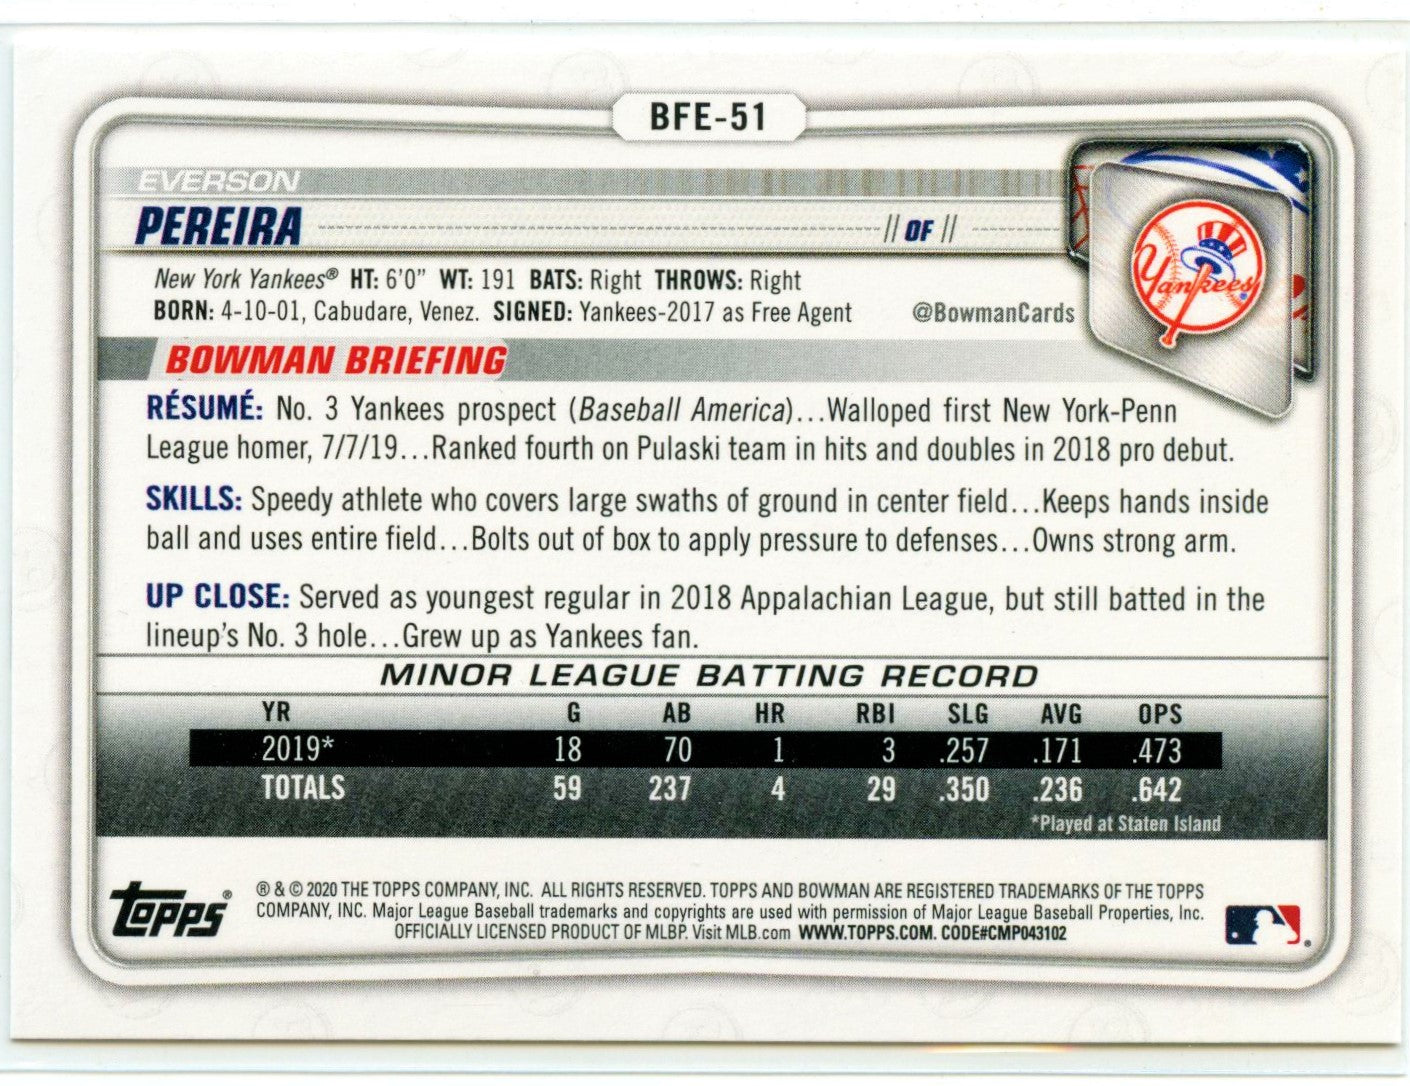 BFE-51
EVERSON
PEREIRA // OF //
New York Yankees® HT: 6'0" WT: 191 BATS: Right THROWS: Right
BORN: 4-10-01, Cabudare, Venez. SIGNED: Yankees-2017 as Free Agent @BowmanCards
Yankees
BOWMAN BRIEFING
RÉSUMÉ: No. 3 Yankees prospect (Baseball America)...Walloped first New York-Penn
League homer, 7/7/19...Ranked fourth on Pulaski team in hits and doubles in 2018 pro debut.
SKILLS: Speedy athlete who covers large swaths of ground in center field...Keeps hands inside
ball and uses entire field...Bolts out of box to apply pressure to defenses...Owns strong arm.
UP CLOSE: Served as youngest regular in 2018 Appalachian League, but still batted in the
lineup's No. 3 hole...Grew up as Yankees fan.
MINOR LEAGUE BATTING RECORD
YR G AB HR RBI SLG AVG OPS
2019* 18 70 1 3 .257 .171 .473
TOTALS 59 237 4 29 .350 .236 .642
*Played at Staten Island
Topps®
® & © 2020 THE TOPPS COMPANY, INC. ALL RIGHTS RESERVED. TOPPS AND BOWMAN ARE REGISTERED TRADEMARKS OF THE TOPPS
COMPANY, INC. Major League Baseball trademarks and copyrights are used with permission of Major League Baseball Properties, Inc.
OFFICIALLY LICENSED PRODUCT OF MLBP. Visit MLB.com WWW.TOPPS.COM. CODE#CMP043102